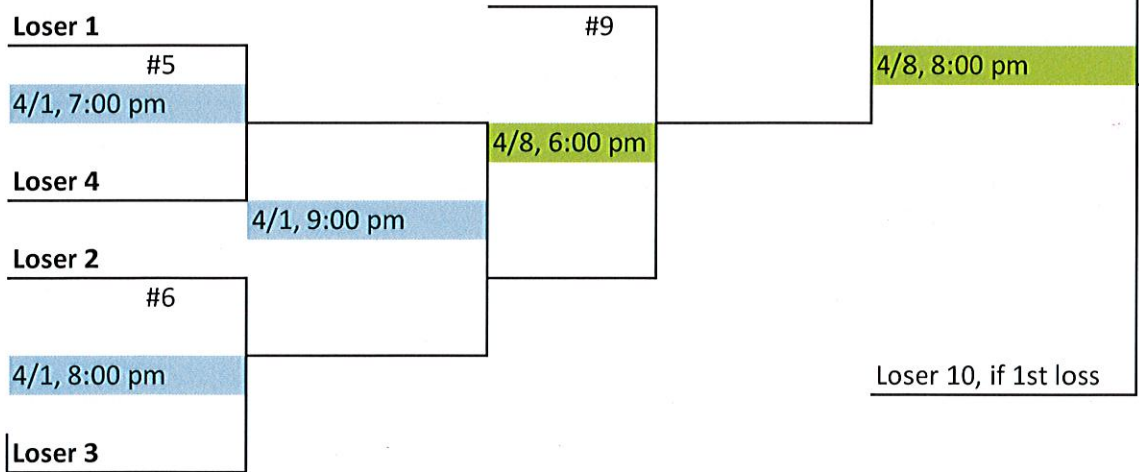 Loser 1
#9
#5
4/8, 8:00 pm
4/1, 7:00 pm
4/8, 6:00 pm
Loser 4
4/1, 9:00 pm
Loser 2
#6
4/1, 8:00 pm
Loser 10, if 1st loss
Loser 3